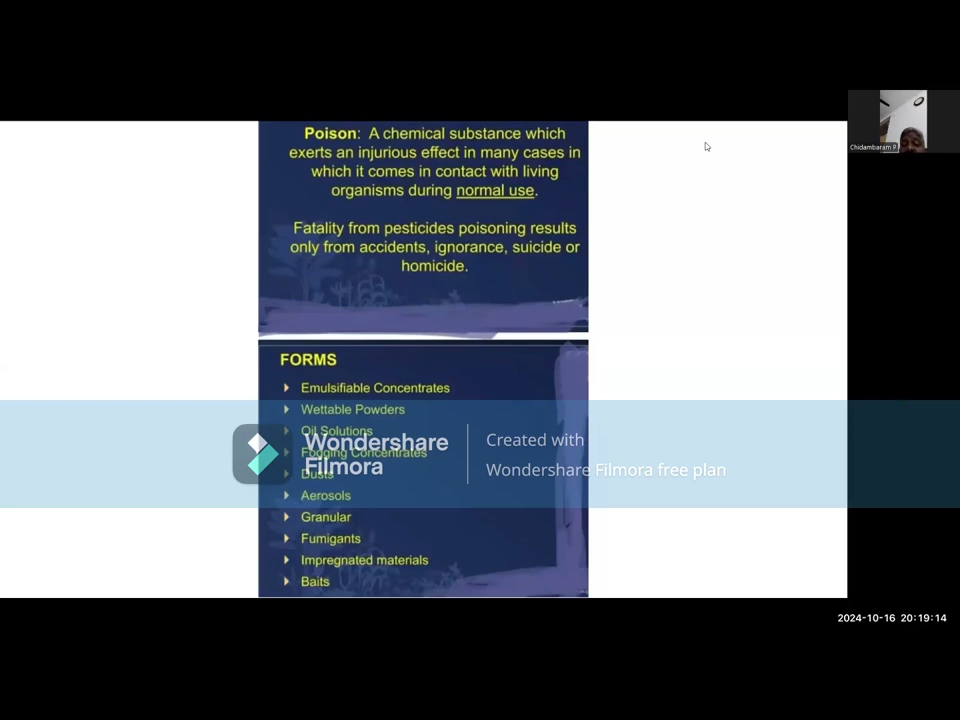 Poison: A chemical substance which
exerts an injurious effect in many cases in
which it comes in contact with living
organisms during normal use.
Fatality from pesticides poisoning results
only from accidents, ignorance, suicide or
homicide.
Chidambaram P
FORMS
Emulsifiable Concentrates
Wettable Powders
Oil Solutions
Fogging Concentrates
Dusts
Aerosols
Granular
Fumigants
Impregnated materials
Baits
Wondershare
Filmora
Created with
Wondershare Filmora free plan
2024-10-16 20:19:14